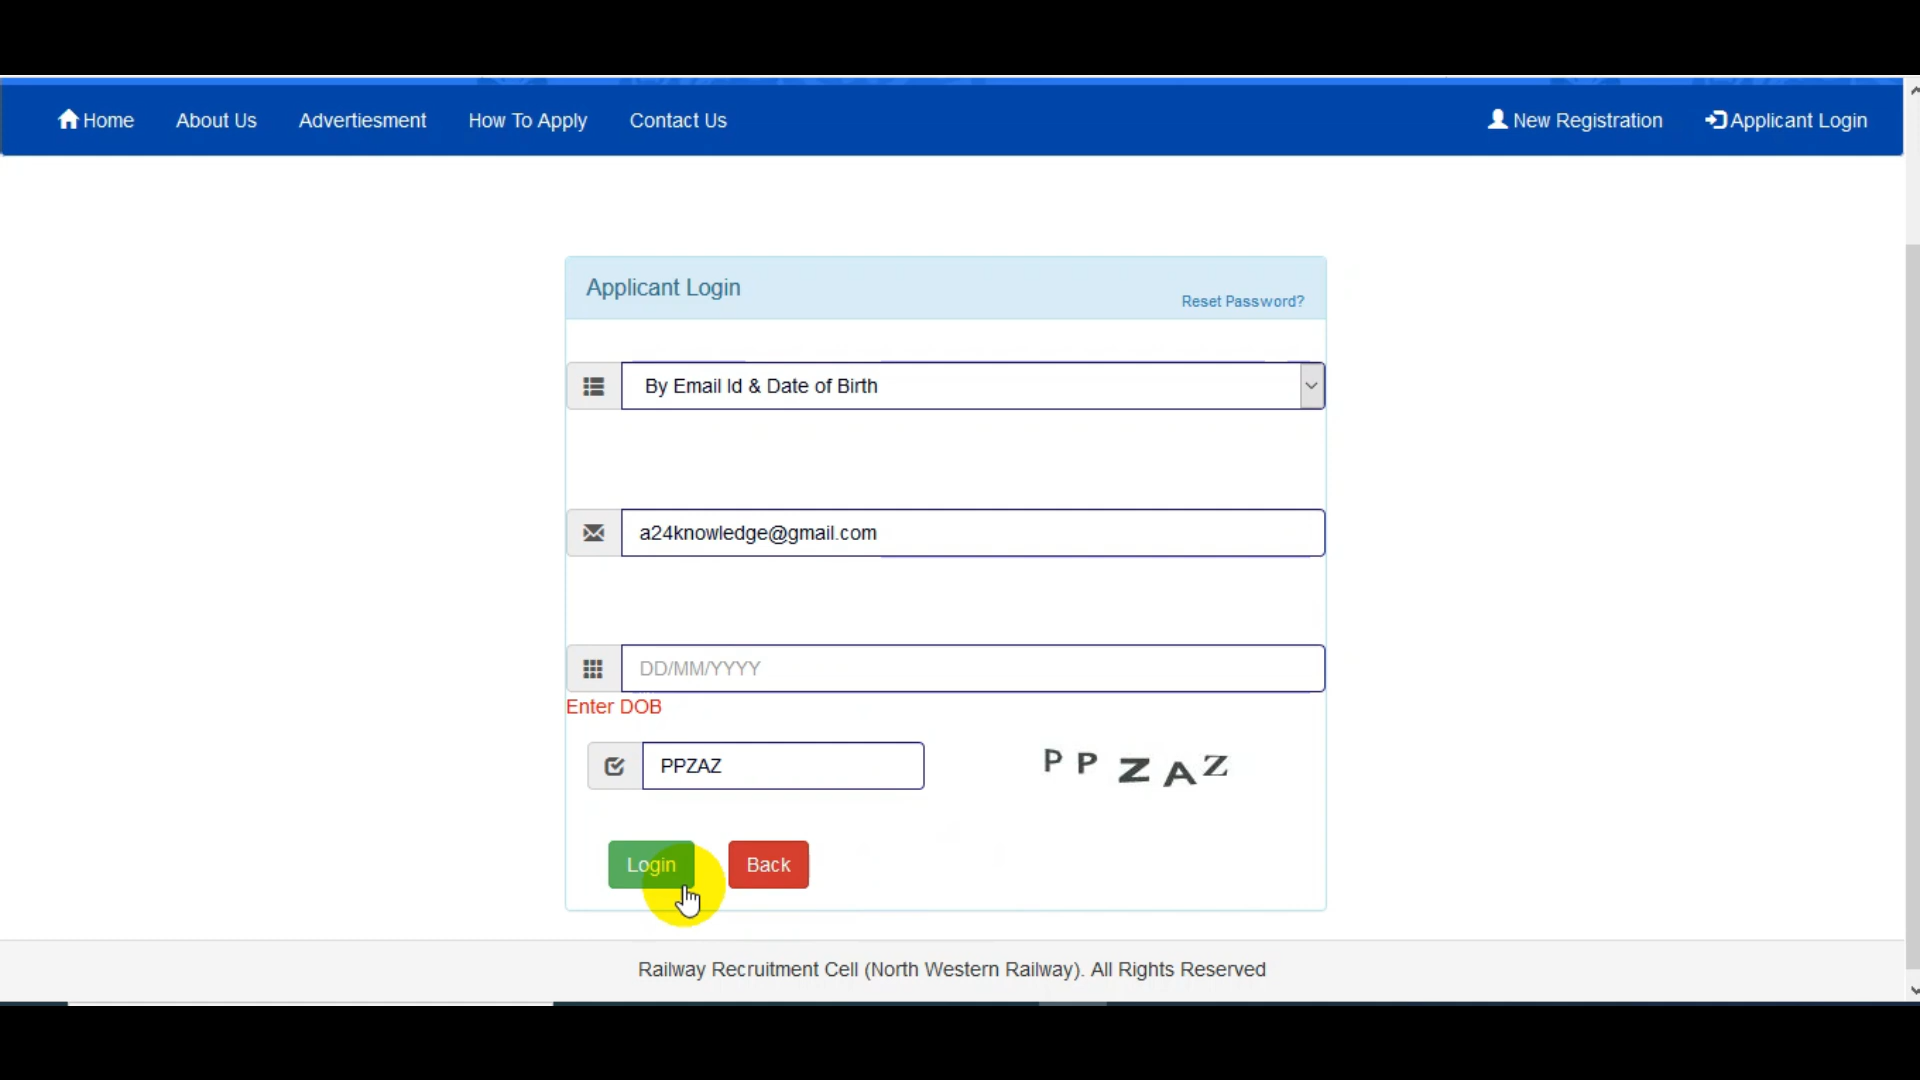 Home About Us Advertiesment How To Apply Contact Us New Registration Applicant Login
Applicant Login
Reset Password?
By Email Id & Date of Birth
a24knowledge@gmail.com
DD/MM/YYYY
Enter DOB
PPZAZ
P P Z A Z
Login Back
Railway Recruitment Cell (North Western Railway). All Rights Reserved